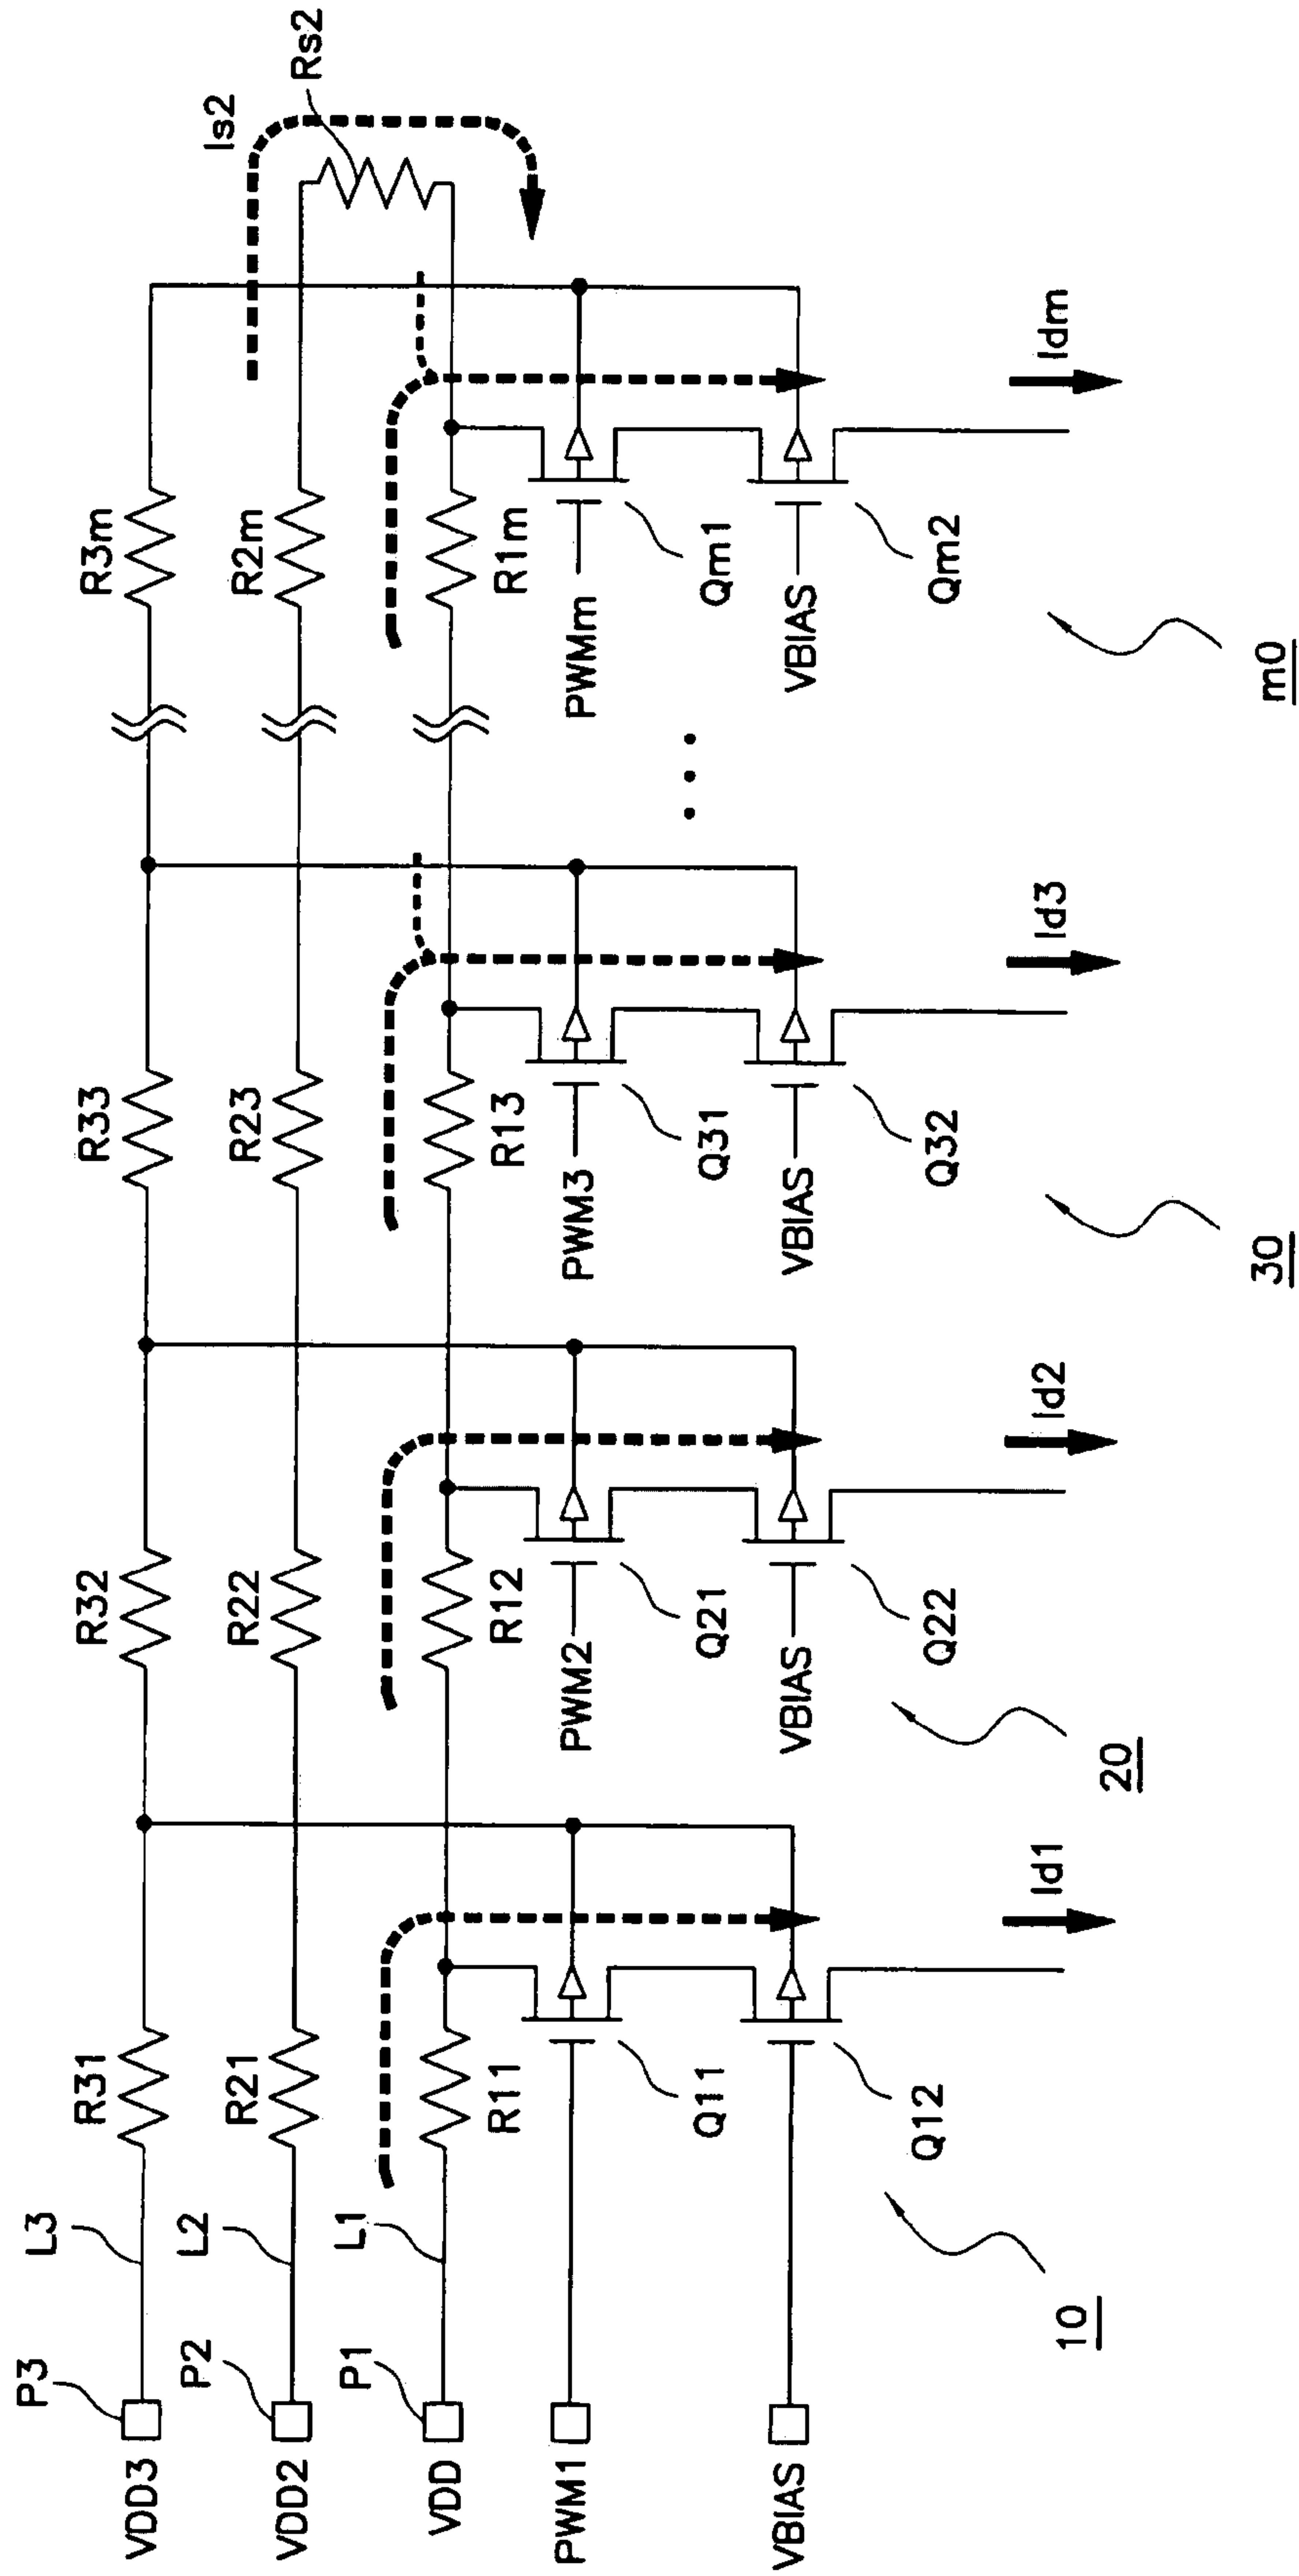 Is2
Rs2
R31
R32
R33
R3m
L3
P3
VDD3
R21
R22
R23
R2m
L2
P2
VDD2
L1
P1
VDD
R11
R12
R13
R1m
PWM1
PWM2
PWM3
PWMm
Q11
Q21
Q31
Qm1
VBIAS
VBIAS
VBIAS
VBIAS
Q12
Q22
Q32
Qm2
Id1
Id2
Id3
Idm
10
20
30
m0